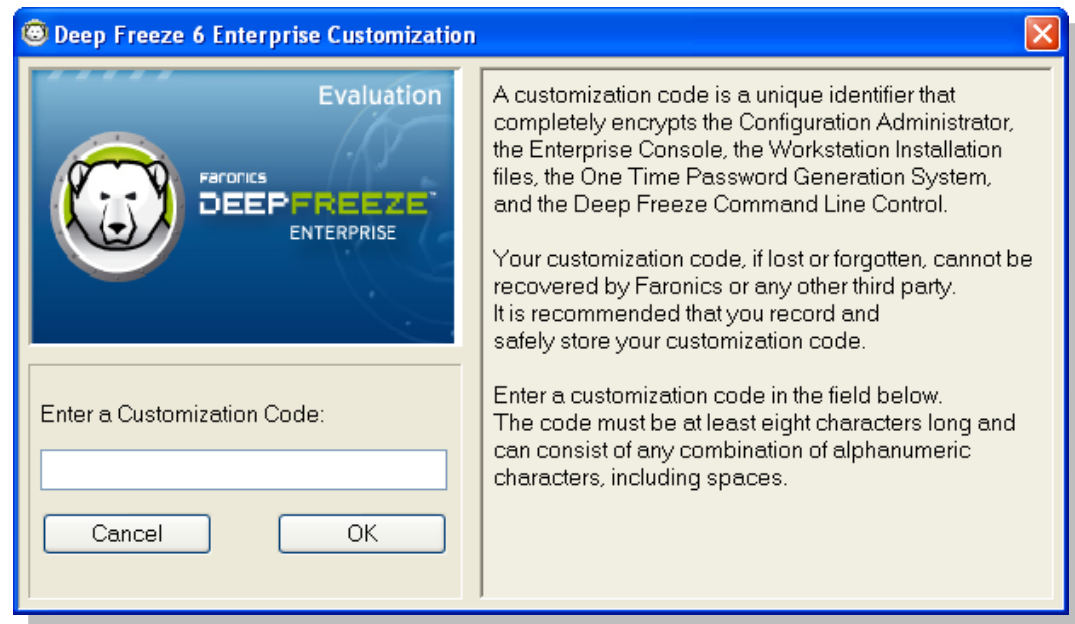 Deep Freeze 6 Enterprise Customization
Evaluation
Faronics
DEEPFREEZE™
ENTERPRISE
Enter a Customization Code:
Cancel
OK
A customization code is a unique identifier that
completely encrypts the Configuration Administrator,
the Enterprise Console, the Workstation Installation
files, the One Time Password Generation System,
and the Deep Freeze Command Line Control.
Your customization code, if lost or forgotten, cannot be
recovered by Faronics or any other third party.
It is recommended that you record and
safely store your customization code.
Enter a customization code in the field below.
The code must be at least eight characters long and
can consist of any combination of alphanumeric
characters, including spaces.